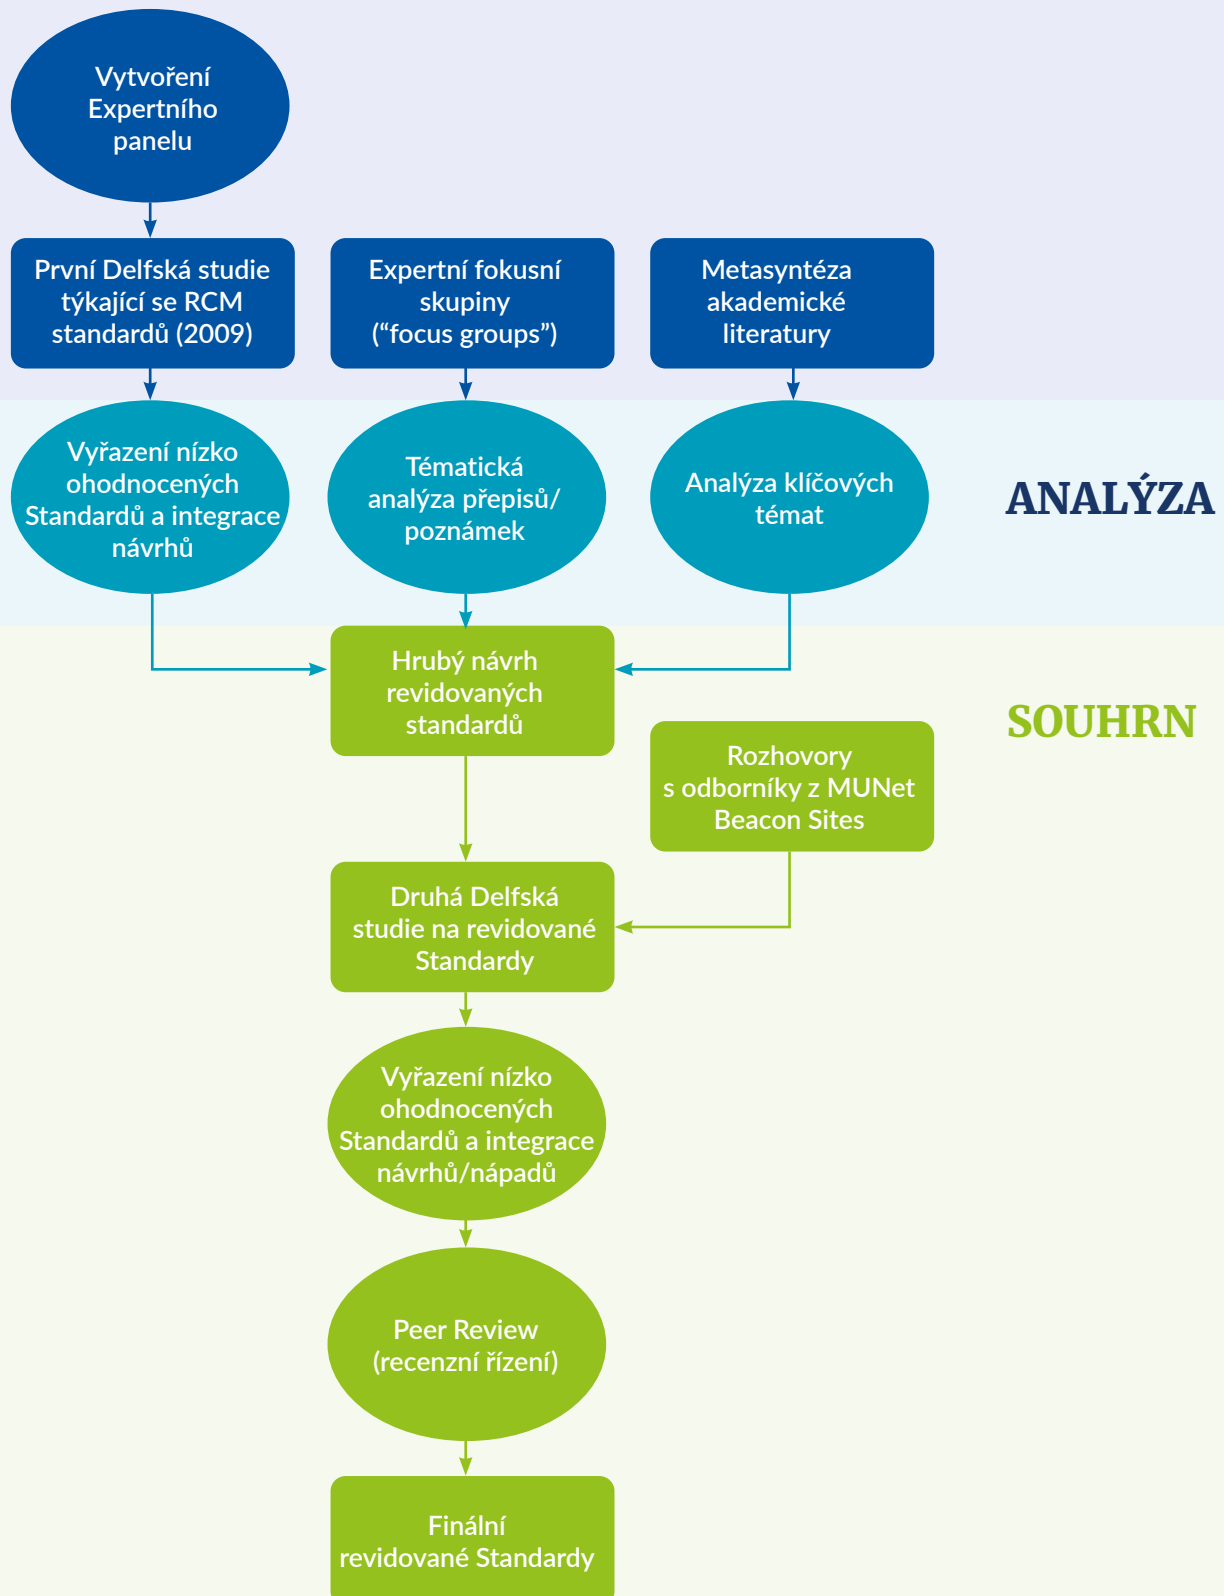 Vytvoření
Expertního
panelu
První Delfská studie
týkající se RCM
standardů (2009)
Expertní fokusní
skupiny
(“focus groups”)
Metasyntéza
akademické
literatury
Vyřazení nízko
ohodnocených
Standardů a integrace
návrhů
Tématická
analýza přepisů/
poznámek
Analýza klíčových
témat
ANALÝZA
Hrubý návrh
revidovaných
standardů
SOUHRN
Rozhovory
s odborníky z MUNet
Beacon Sites
Druhá Delfská
studie na revidované
Standardy
Vyřazení nízko
ohodnocených
Standardů a integrace
návrhů/nápadů
Peer Review
(recenzní řízení)
Finální
revidované Standardy